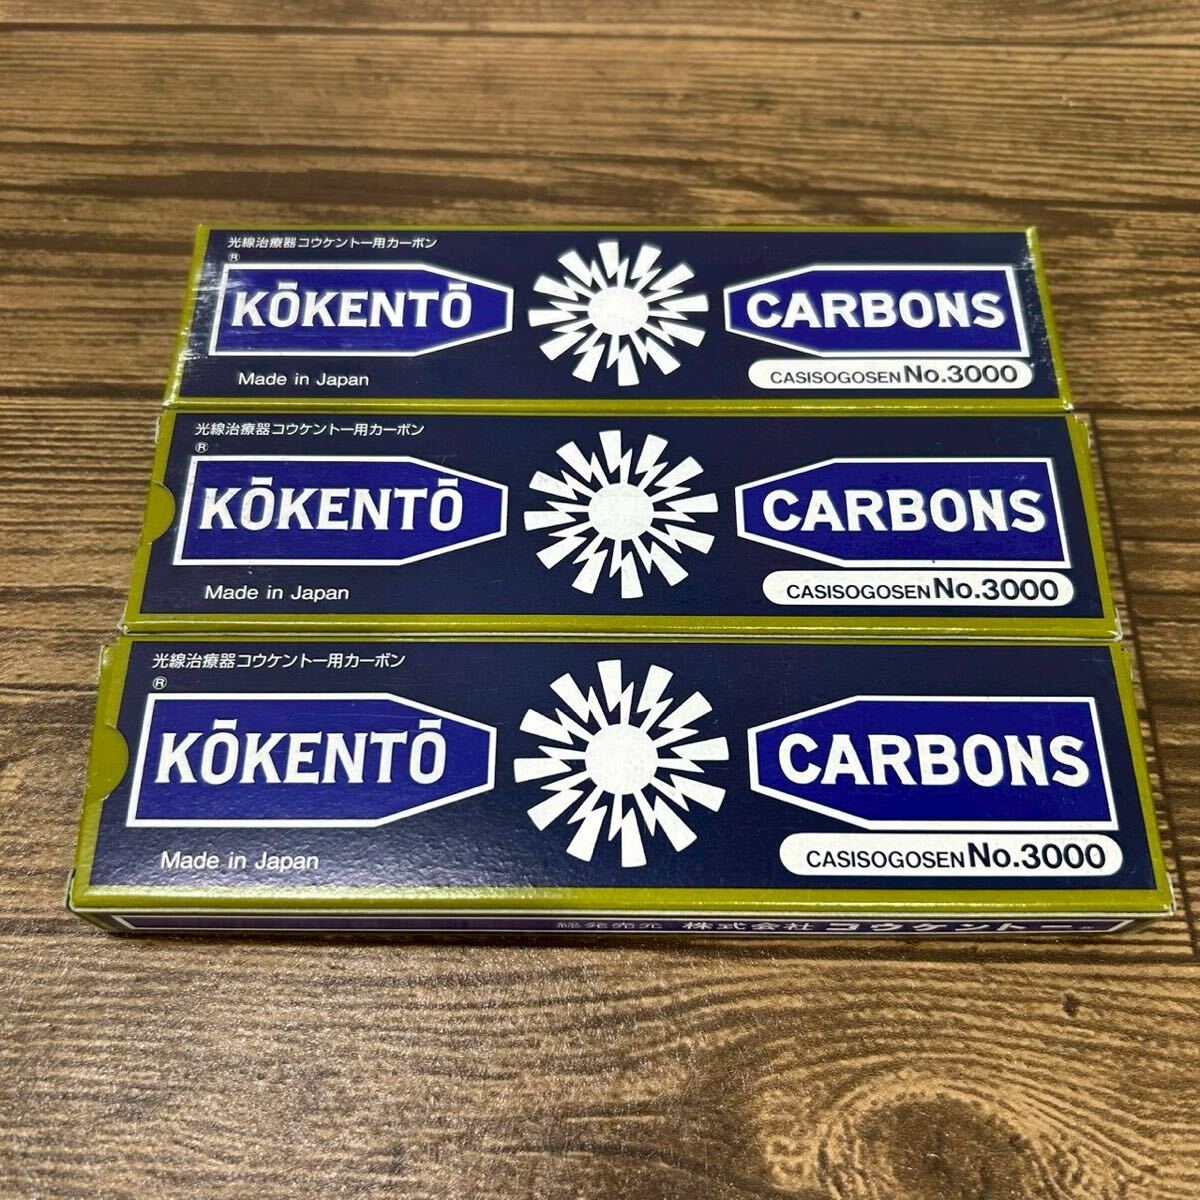 光線治療器コウケントー用カーボン
®
KŌKENTŌ CARBONS
Made in Japan
CASISOGOSEN No.3000
光線治療器コウケントー用カーボン
®
KŌKENTŌ CARBONS
Made in Japan
CASISOGOSEN No.3000
光線治療器コウケントー用カーボン
®
KŌKENTŌ CARBONS
Made in Japan
CASISOGOSEN No.3000
総発売元 株式会社 コウケントー